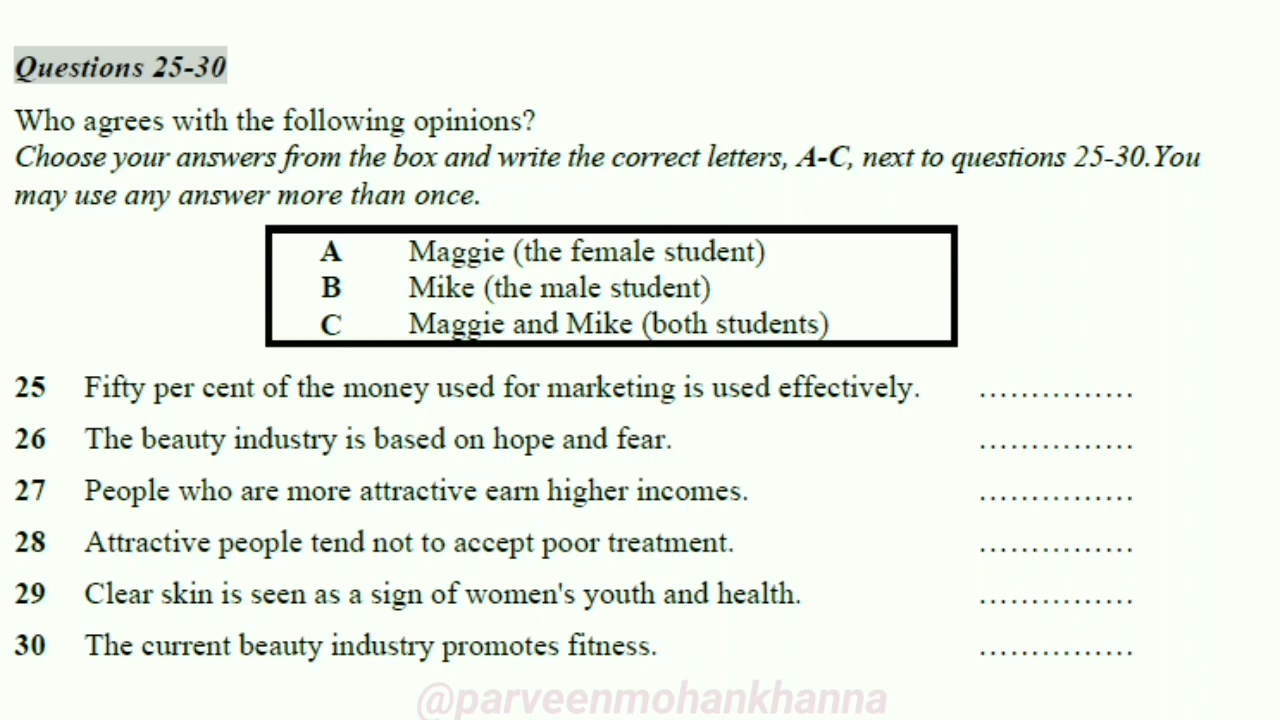 Questions 25-30
Who agrees with the following opinions?
Choose your answers from the box and write the correct letters, A-C, next to questions 25-30.You
may use any answer more than once.
A Maggie (the female student)
B Mike (the male student)
C Maggie and Mike (both students)
25 Fifty per cent of the money used for marketing is used effectively. ...............
26 The beauty industry is based on hope and fear. ...............
27 People who are more attractive earn higher incomes. ...............
28 Attractive people tend not to accept poor treatment. ...............
29 Clear skin is seen as a sign of women's youth and health. ...............
30 The current beauty industry promotes fitness. ...............
@parveenmohankhanna